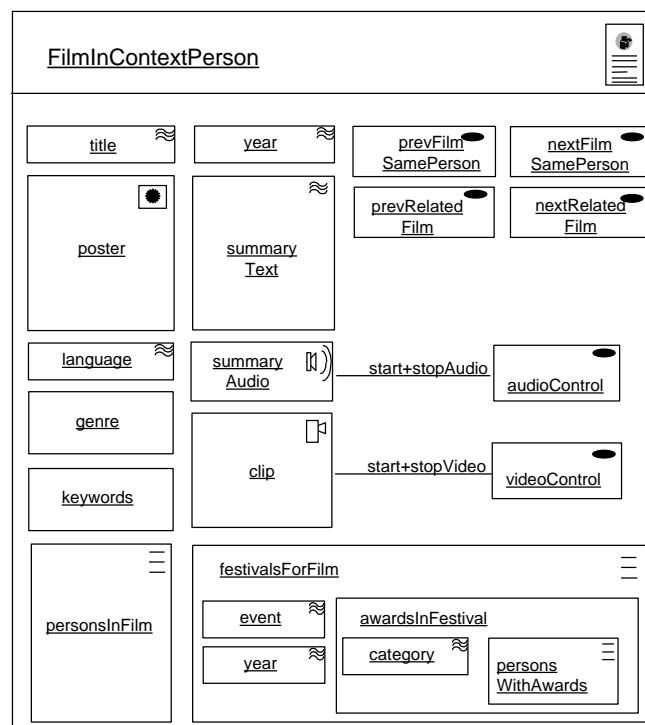 FilmInContextPerson
title
year
prevFilm
SamePerson
nextFilm
SamePerson
poster
summary
Text
prevRelated
Film
nextRelated
Film
language
summary
Audio
start+stopAudio
audioControl
genre
clip
start+stopVideo
videoControl
keywords
personsInFilm
festivalsForFilm
event
year
awardsInFestival
category
persons
WithAwards